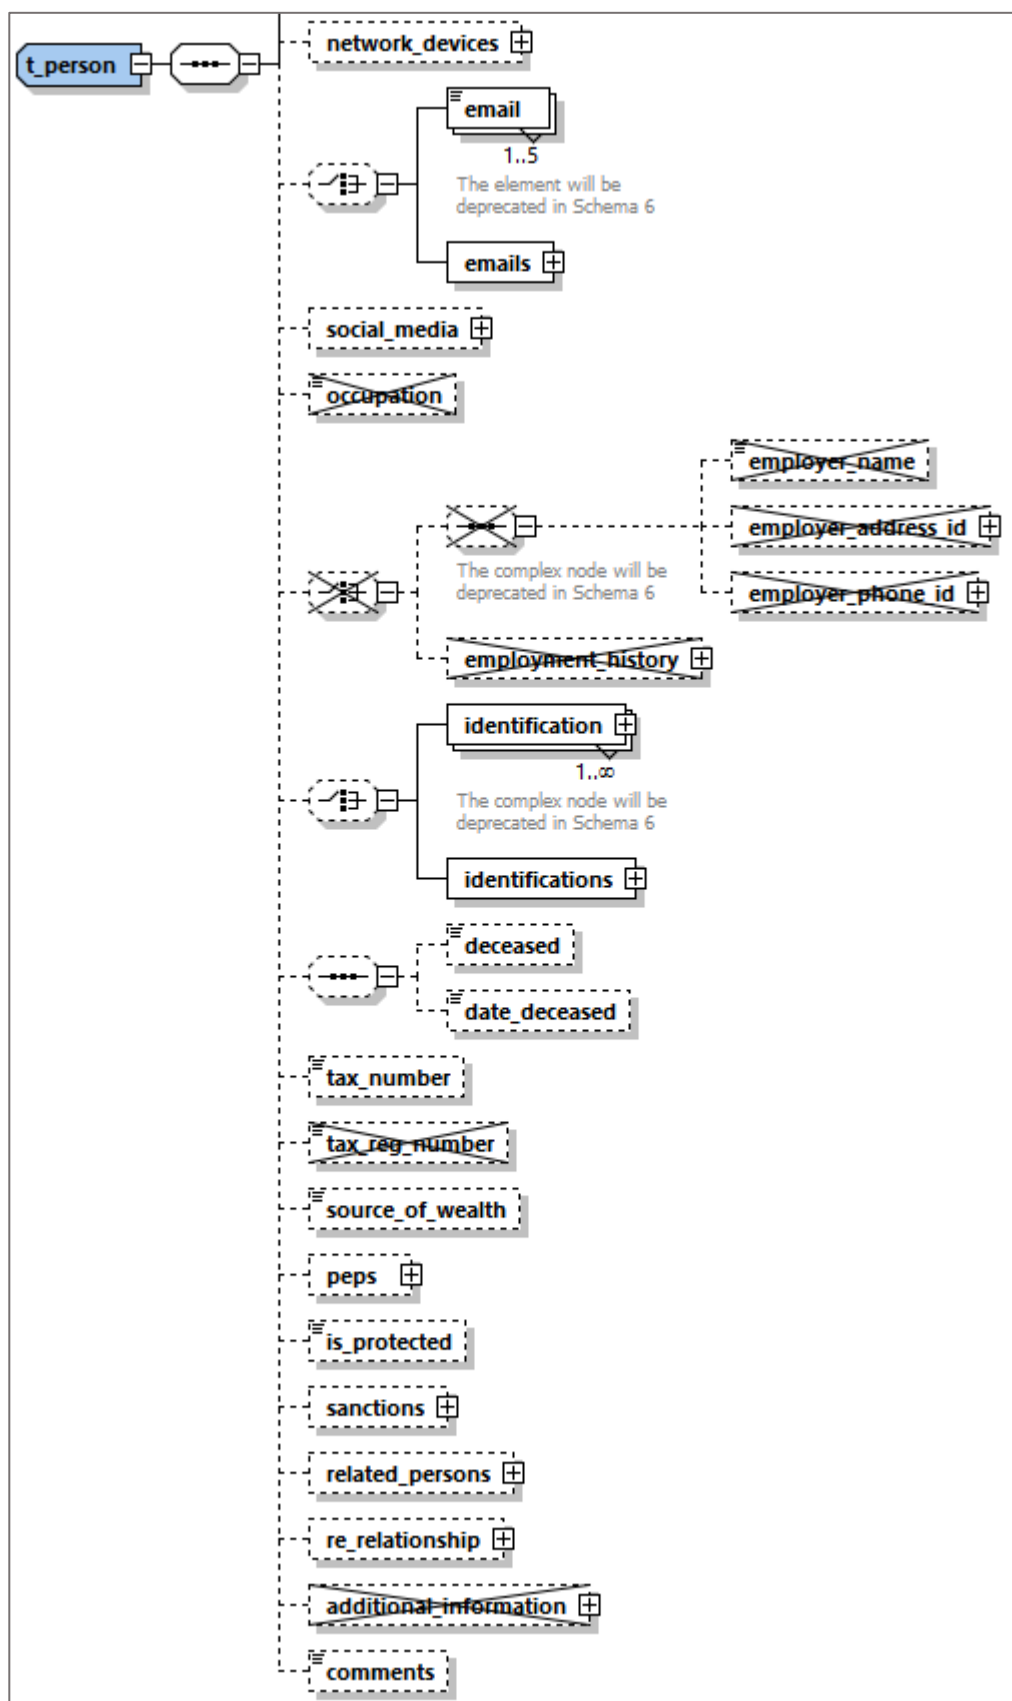 t_person
network_devices
email
1..5
The element will be
deprecated in Schema 6
emails
social_media
occupation
employer_name
employer_address_id
The complex node will be
deprecated in Schema 6
employer_phone_id
employment_history
identification
1..∞
The complex node will be
deprecated in Schema 6
identifications
deceased
date_deceased
tax_number
tax_reg_number
source_of_wealth
peps
is_protected
sanctions
related_persons
re_relationship
additional_information
comments